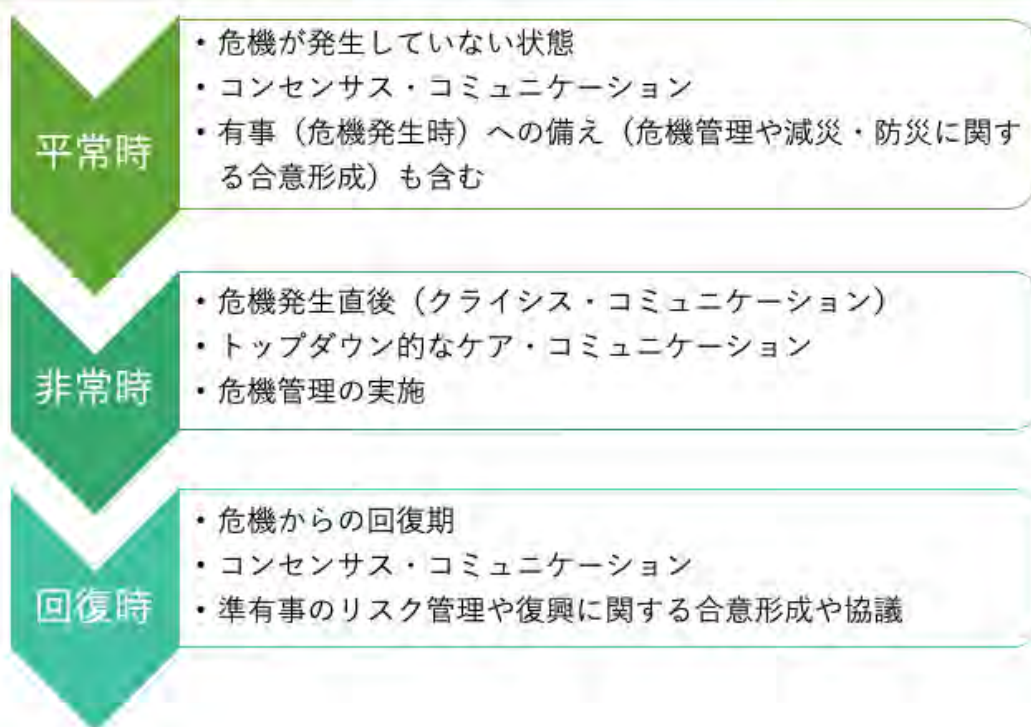 平常時
・危機が発生していない状態
・コンセンサス・コミュニケーション
・有事（危機発生時）への備え（危機管理や減災・防災に関す
る合意形成）も含む
非常時
・危機発生直後（クライシス・コミュニケーション）
・トップダウン的なケア・コミュニケーション
・危機管理の実施
回復時
・危機からの回復期
・コンセンサス・コミュニケーション
・準有事のリスク管理や復興に関する合意形成や協議